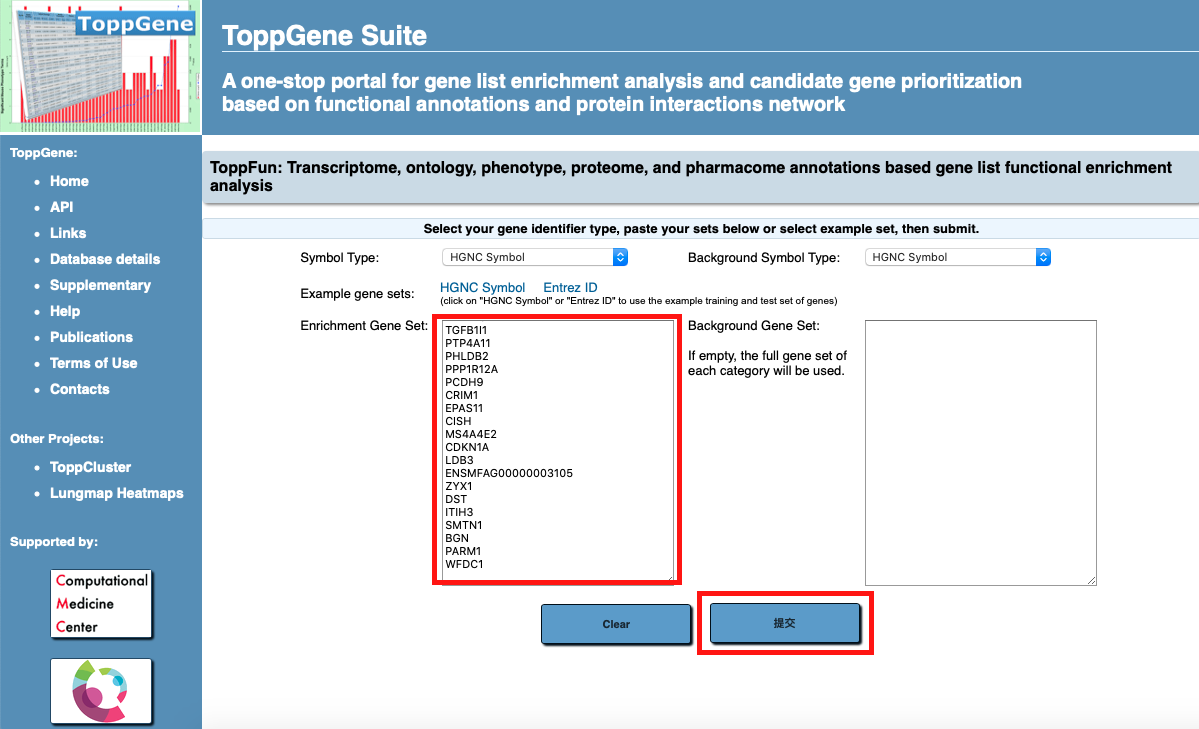 ToppGene
ToppGene Suite
A one-stop portal for gene list enrichment analysis and candidate gene prioritization
based on functional annotations and protein interactions network
ToppGene:
Home
API
Links
Database details
Supplementary
Help
Publications
Terms of Use
Contacts
Other Projects:
ToppCluster
Lungmap Heatmaps
Supported by:
Computational
Medicine
Center
ToppFun: Transcriptome, ontology, phenotype, proteome, and pharmacome annotations based gene list functional enrichment
analysis
Select your gene identifier type, paste your sets below or select example set, then submit.
Symbol Type: HGNC Symbol Background Symbol Type: HGNC Symbol
Example gene sets: HGNC Symbol Entrez ID
(click on "HGNC Symbol" or "Entrez ID" to use the example training and test set of genes)
Enrichment Gene Set:
TGFB1I1
PTP4A11
PHLDB2
PPP1R12A
PCDH9
CRIM1
EPAS11
CISH
MS4A4E2
CDKN1A
LDB3
ENSMFAG00000003105
ZYX1
DST
ITIH3
SMTN1
BGN
PARM1
WFDC1
Background Gene Set:
If empty, the full gene set of
each category will be used.
Clear
提交